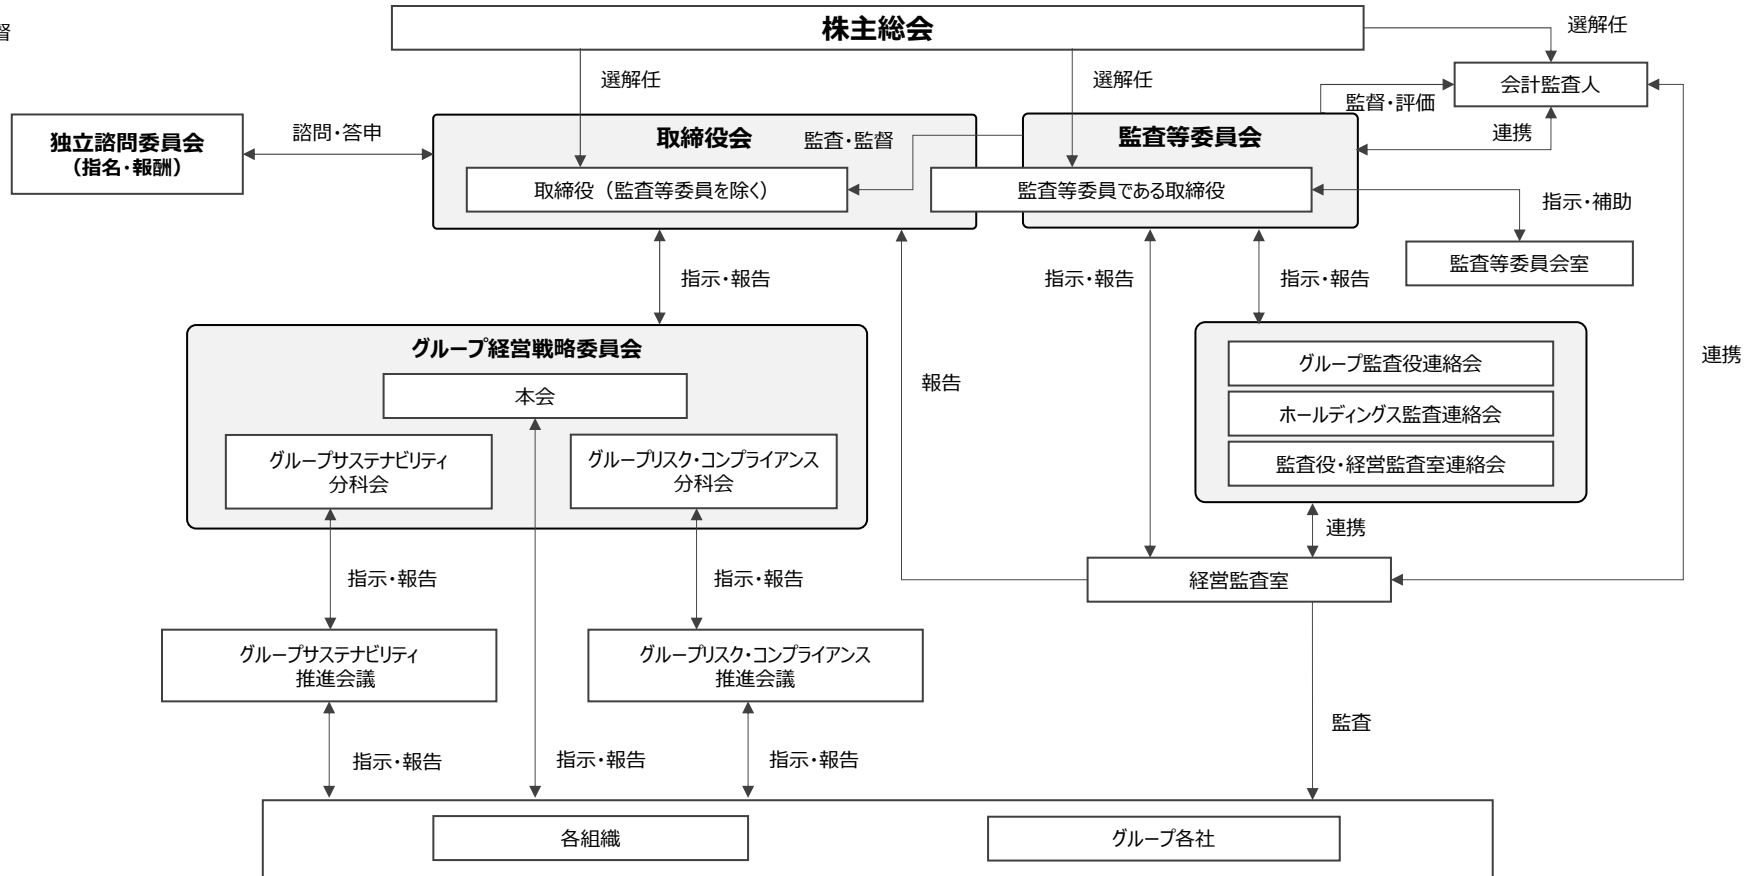 株主総会
選解任
督
選解任
選解任
会計監査人
監督・評価
独立諮問委員会
（指名・報酬）
諮問・答申
取締役会
監査・監督
監査等委員会
連携
取締役（監査等委員を除く）
監査等委員である取締役
指示・補助
監査等委員会室
指示・報告
指示・報告
指示・報告
グループ経営戦略委員会
本会
報告
グループ監査役連絡会
連携
ホールディングス監査連絡会
グループサステナビリティ
分科会
グループリスク・コンプライアンス
分科会
監査役・経営監査室連絡会
連携
指示・報告
指示・報告
経営監査室
グループサステナビリティ
推進会議
グループリスク・コンプライアンス
推進会議
監査
指示・報告
指示・報告
指示・報告
各組織
グループ各社